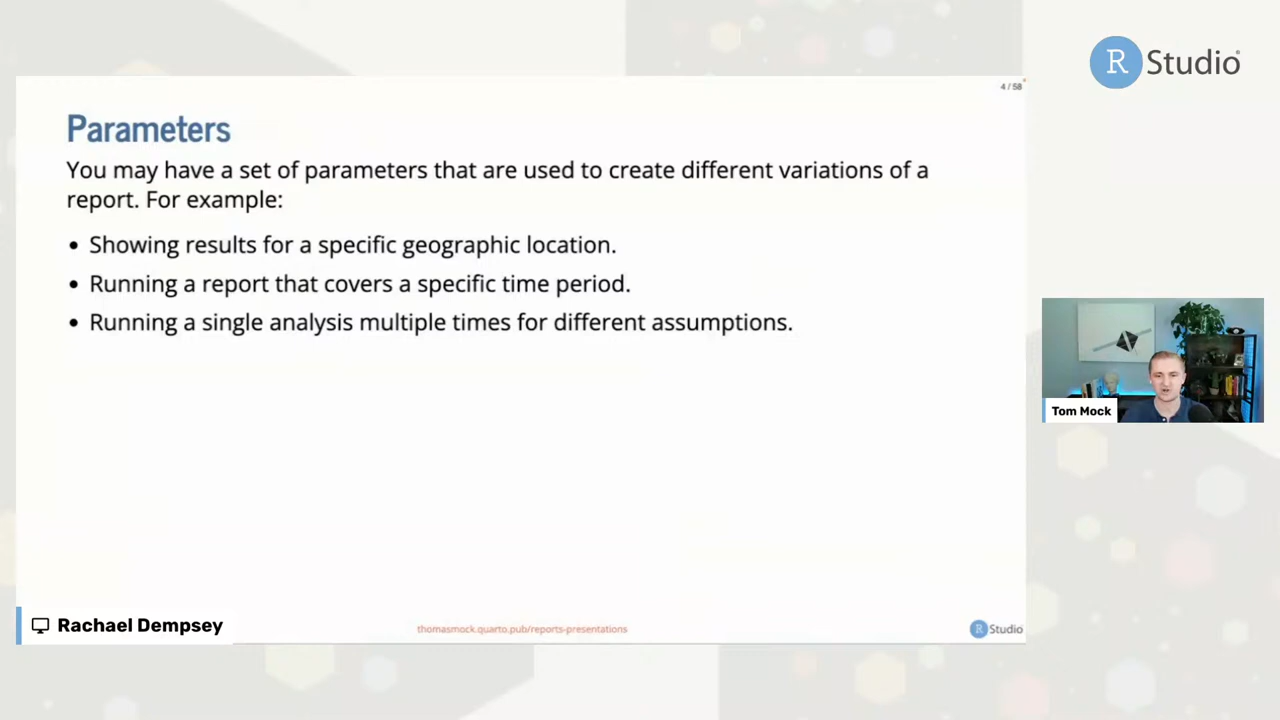 R Studio
4 / 58
Parameters
You may have a set of parameters that are used to create different variations of a
report. For example:
• Showing results for a specific geographic location.
• Running a report that covers a specific time period.
• Running a single analysis multiple times for different assumptions.
Tom Mock
Rachael Dempsey
thomasmock.quarto.pub/reports-presentations
R Studio